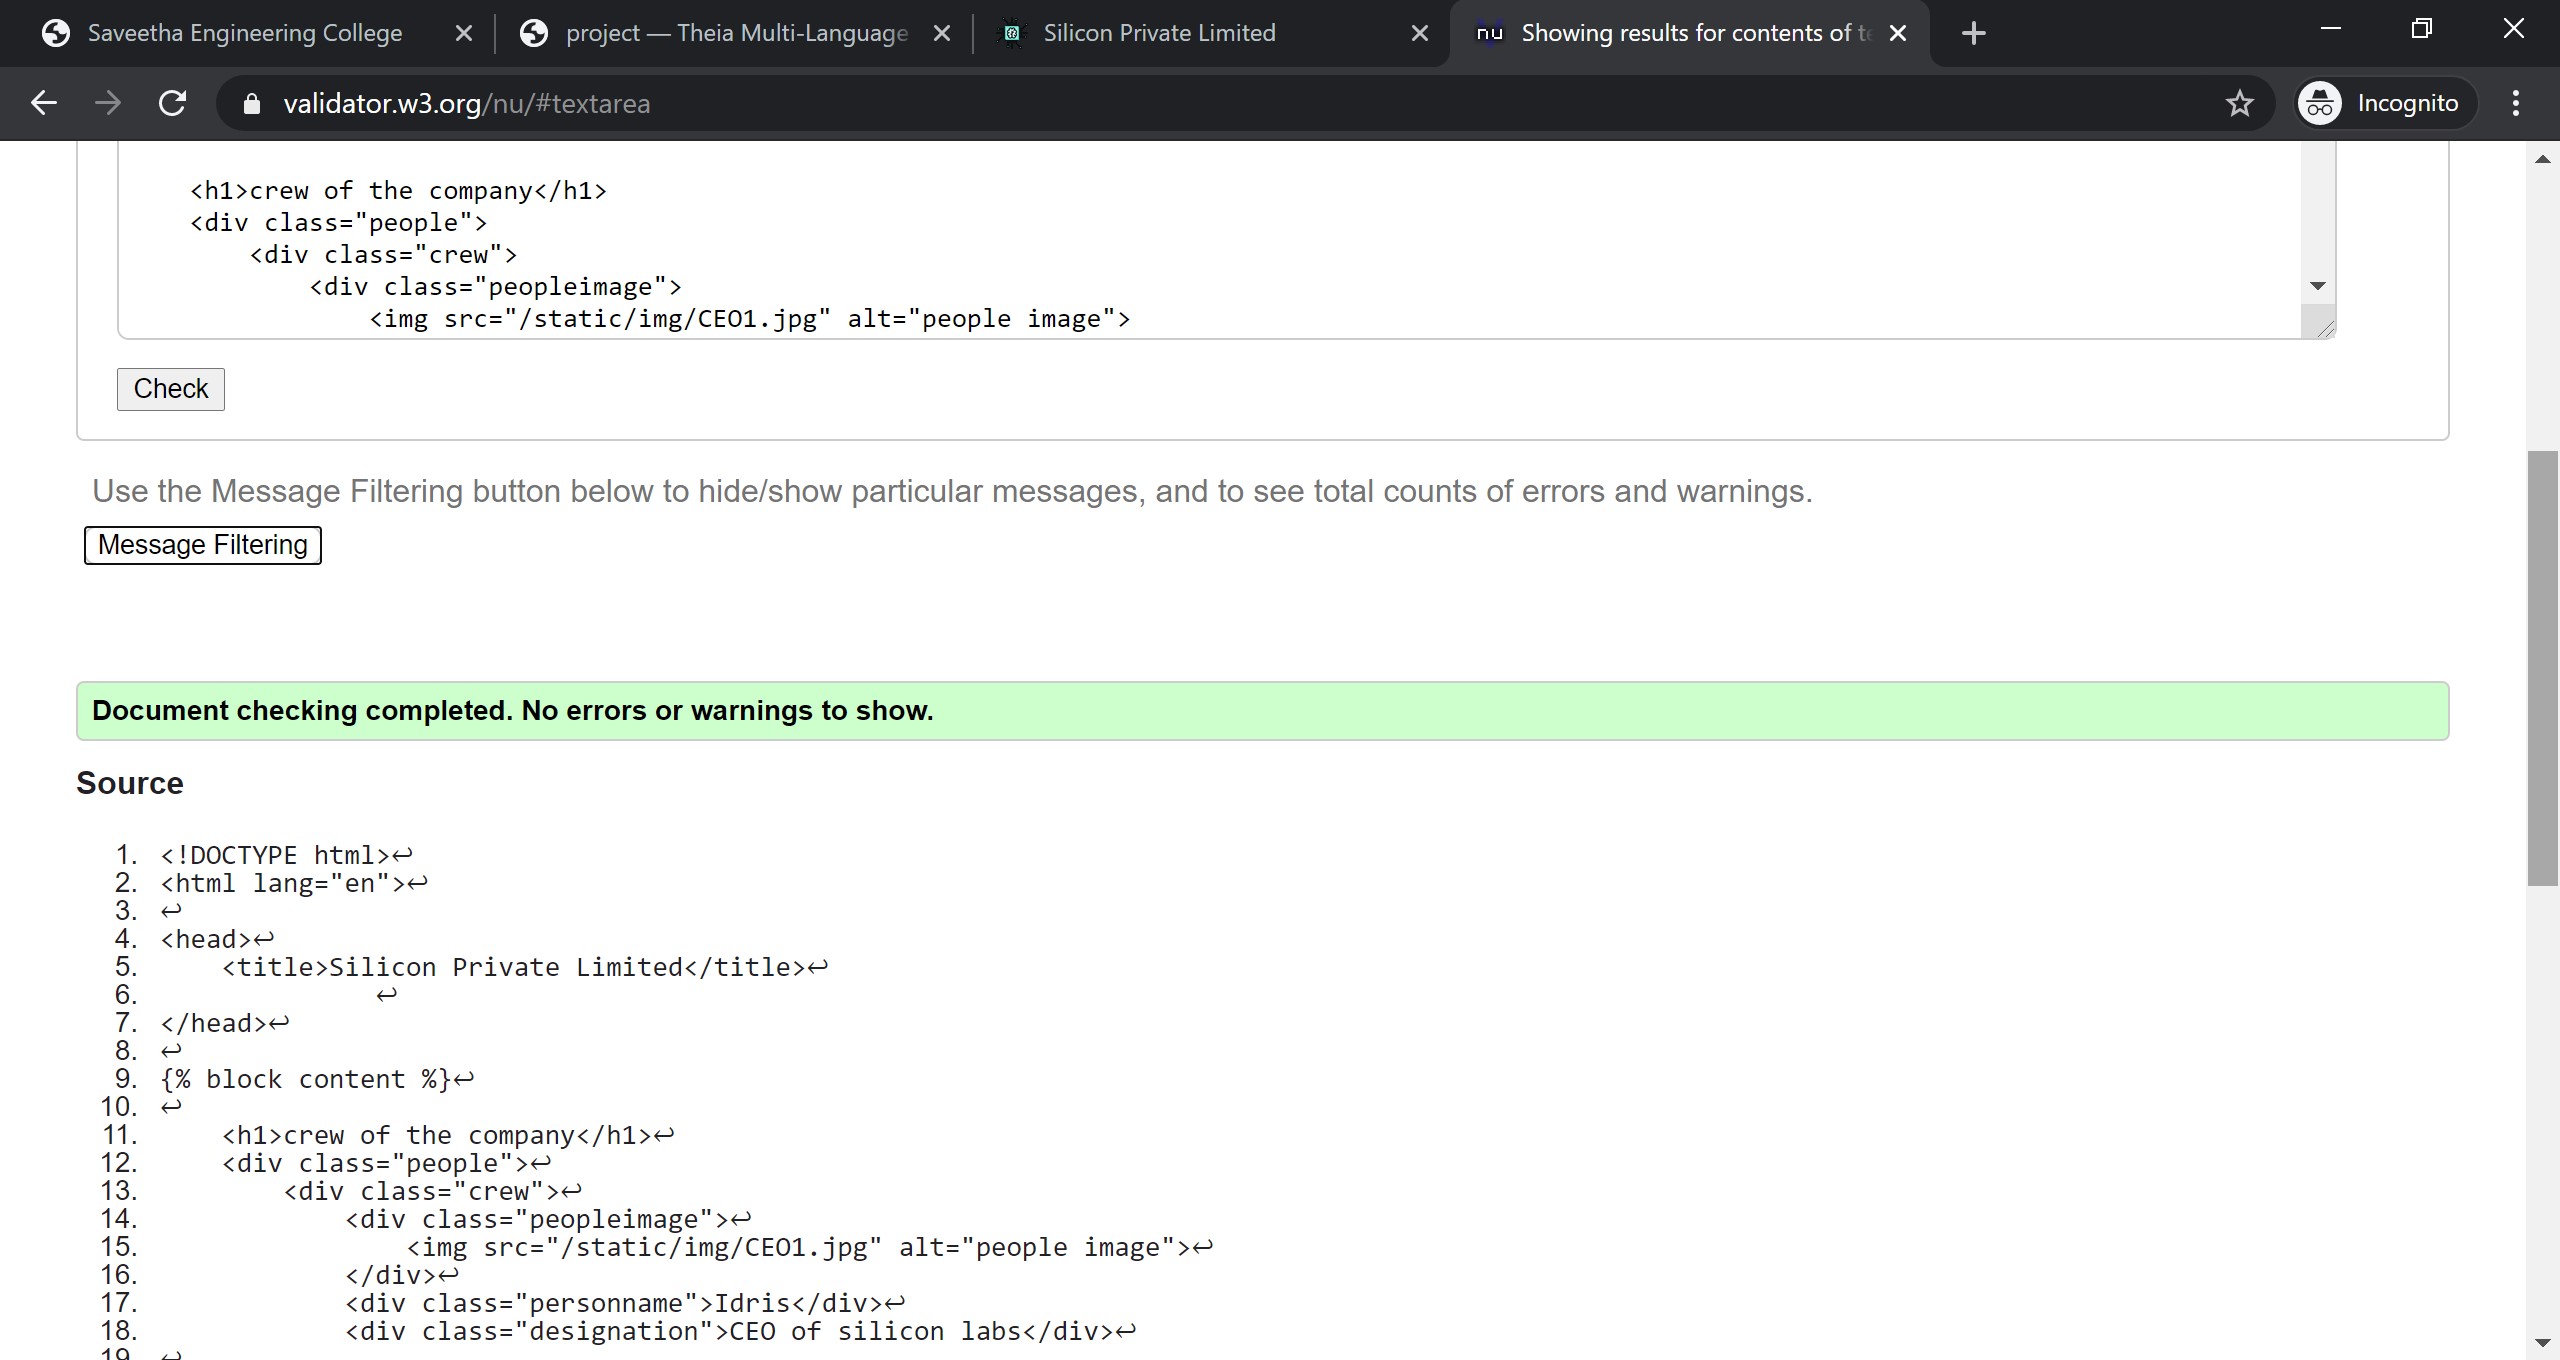 Saveetha Engineering College
project — Theia Multi-Language
Silicon Private Limited
nu Showing results for contents of
validator.w3.org/nu/#textarea
Incognito
<h1>crew of the company</h1>
<div class="people">
<div class="crew">
<div class="peopleimage">
<img src="/static/img/CEO1.jpg" alt="people image">
Check
Use the Message Filtering button below to hide/show particular messages, and to see total counts of errors and warnings.
Message Filtering
Document checking completed. No errors or warnings to show.
Source
1. <!DOCTYPE html>↩
2. <html lang="en">↩
3. ↩
4. <head>↩
5. <title>Silicon Private Limited</title>↩
6. ↩
7. </head>↩
8. ↩
9. {% block content %}↩
10. ↩
11. <h1>crew of the company</h1>↩
12. <div class="people">↩
13. <div class="crew">↩
14. <div class="peopleimage">↩
15. <img src="/static/img/CEO1.jpg" alt="people image">↩
16. </div>↩
17. <div class="personname">Idris</div>↩
18. <div class="designation">CEO of silicon labs</div>↩
19. ↩